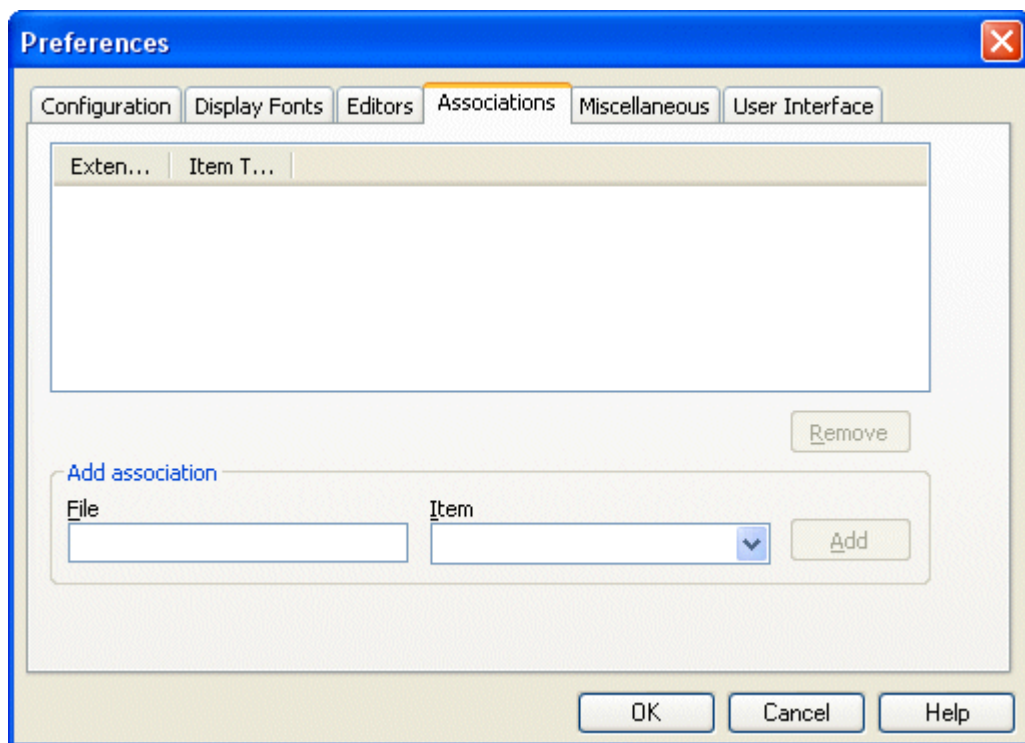 Preferences
Configuration Display Fonts Editors Associations Miscellaneous User Interface
Exten... Item T...
Remove
Add association
File Item
Add
OK Cancel Help